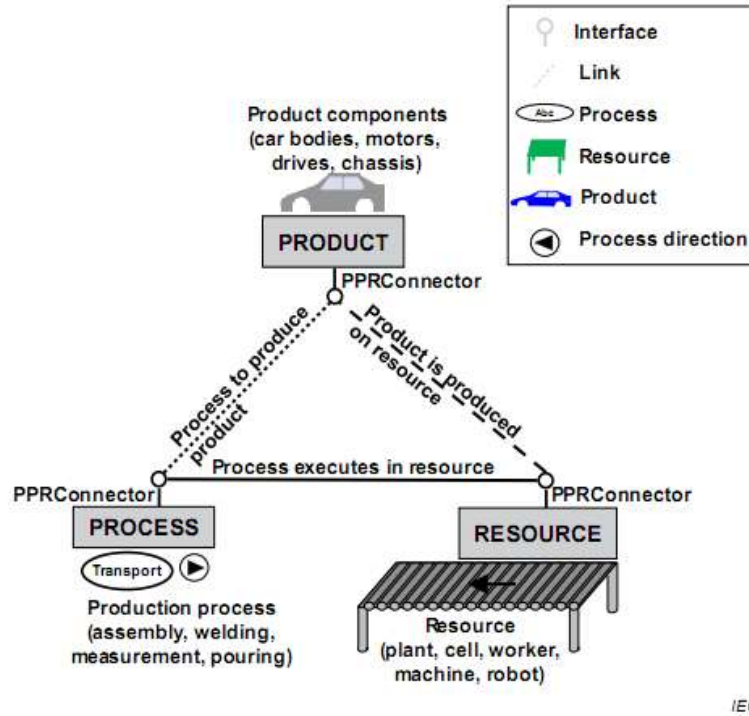 Interface
Link
Abc
Process
Resource
Product
Process direction
Product components
(car bodies, motors,
drives, chassis)
PRODUCT
PPRConnector
Process to produce
product
Product is produced
on resource
Process executes in resource
PPRConnector
PPRConnector
PROCESS
RESOURCE
Transport
Production process
(assembly, welding,
measurement, pouring)
Resource
(plant, cell, worker,
machine, robot)